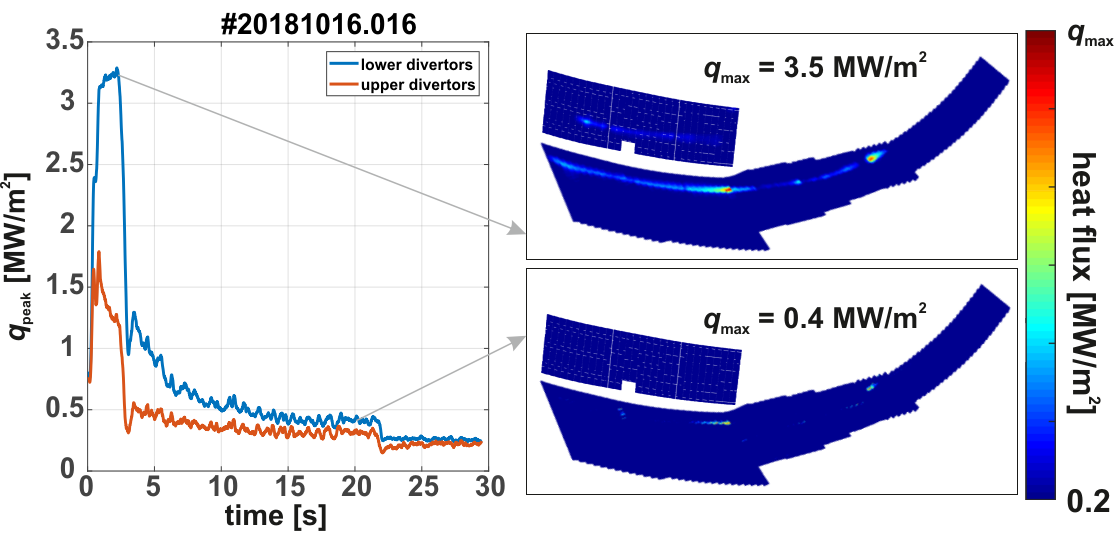 #20181016.016
3.5
3
2.5
2
1.5
1
0.5
0
q_peak [MW/m²]
lower divertors
upper divertors
0 5 10 15 20 25 30
time [s]
q_max = 3.5 MW/m²
q_max = 0.4 MW/m²
q_max
heat flux [MW/m²]
0.2